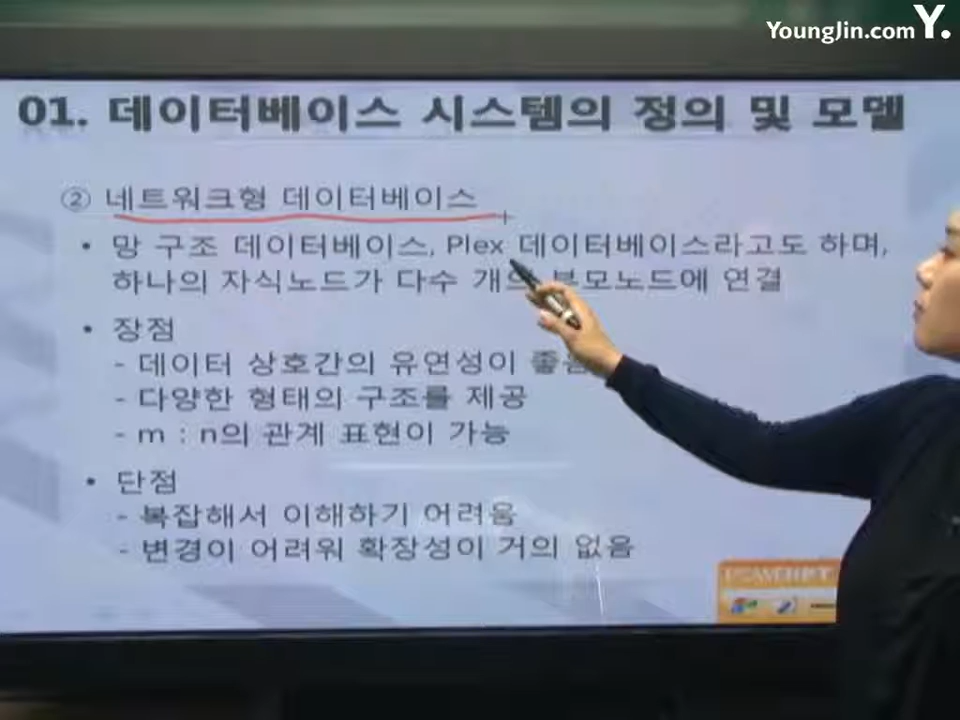 YoungJin.com Y.
01. 데이터베이스 시스템의 정의 및 모델
② 네트워크형 데이터베이스
• 망 구조 데이터베이스, Plex 데이터베이스라고도 하며,
하나의 자식노드가 다수 개의 부모노드에 연결
• 장점
- 데이터 상호간의 유연성이 좋음
- 다양한 형태의 구조를 제공
- m : n의 관계 표현이 가능
• 단점
- 복잡해서 이해하기 어려움
- 변경이 어려워 확장성이 거의 없음